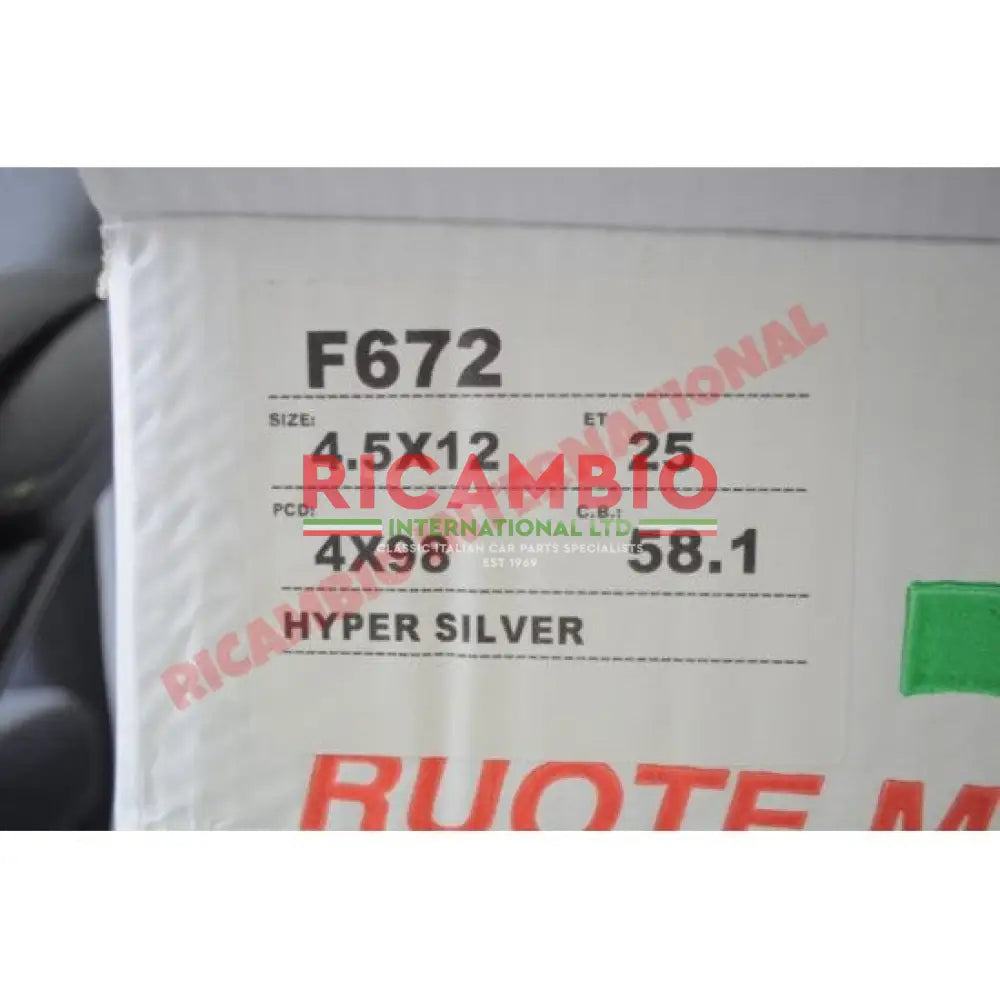 F672
SIZE: ET
4.5X12 25
RICAMBIO
PCD: C.B.:
INTERNATIONAL LTD
4X98 58.1
CLASSIC ITALIAN CAR PARTS SPECIALISTS
EST 1969
HYPER SILVER
RICAMBIO INTERNATIONAL
RUOTE M